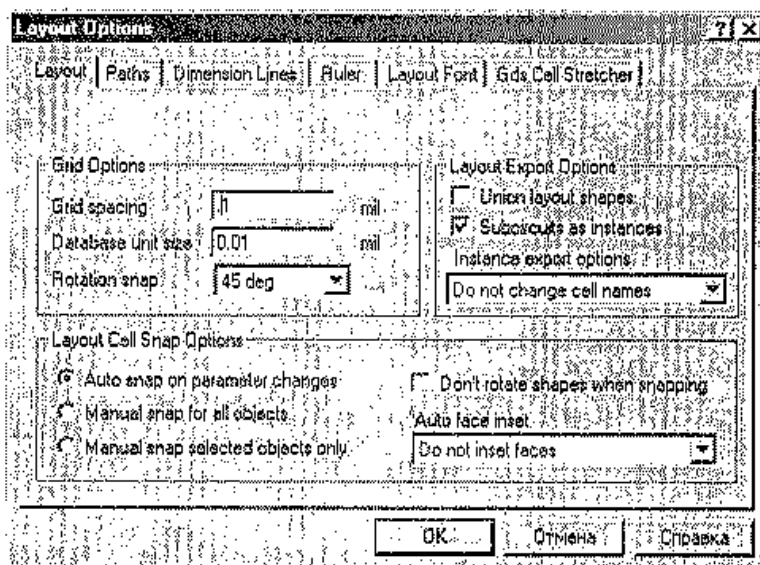 Layout Options
Layout Paths Dimension Lines Ruler Layout Font Gds Cell Stretcher
Grid Options
Grid spacing .1 mil
Database unit size 0.01 mil
Rotation snap 45 deg
Layout Export Options
Union layout shapes
Subcircuits as instances
Instance export options
Do not change cell names
Layout Cell Snap Options
Auto snap on parameter changes
Manual snap for all objects
Manual snap selected objects only
Don't rotate shapes when snapping
Auto face inset
Do not inset faces
OK Отмена Справка